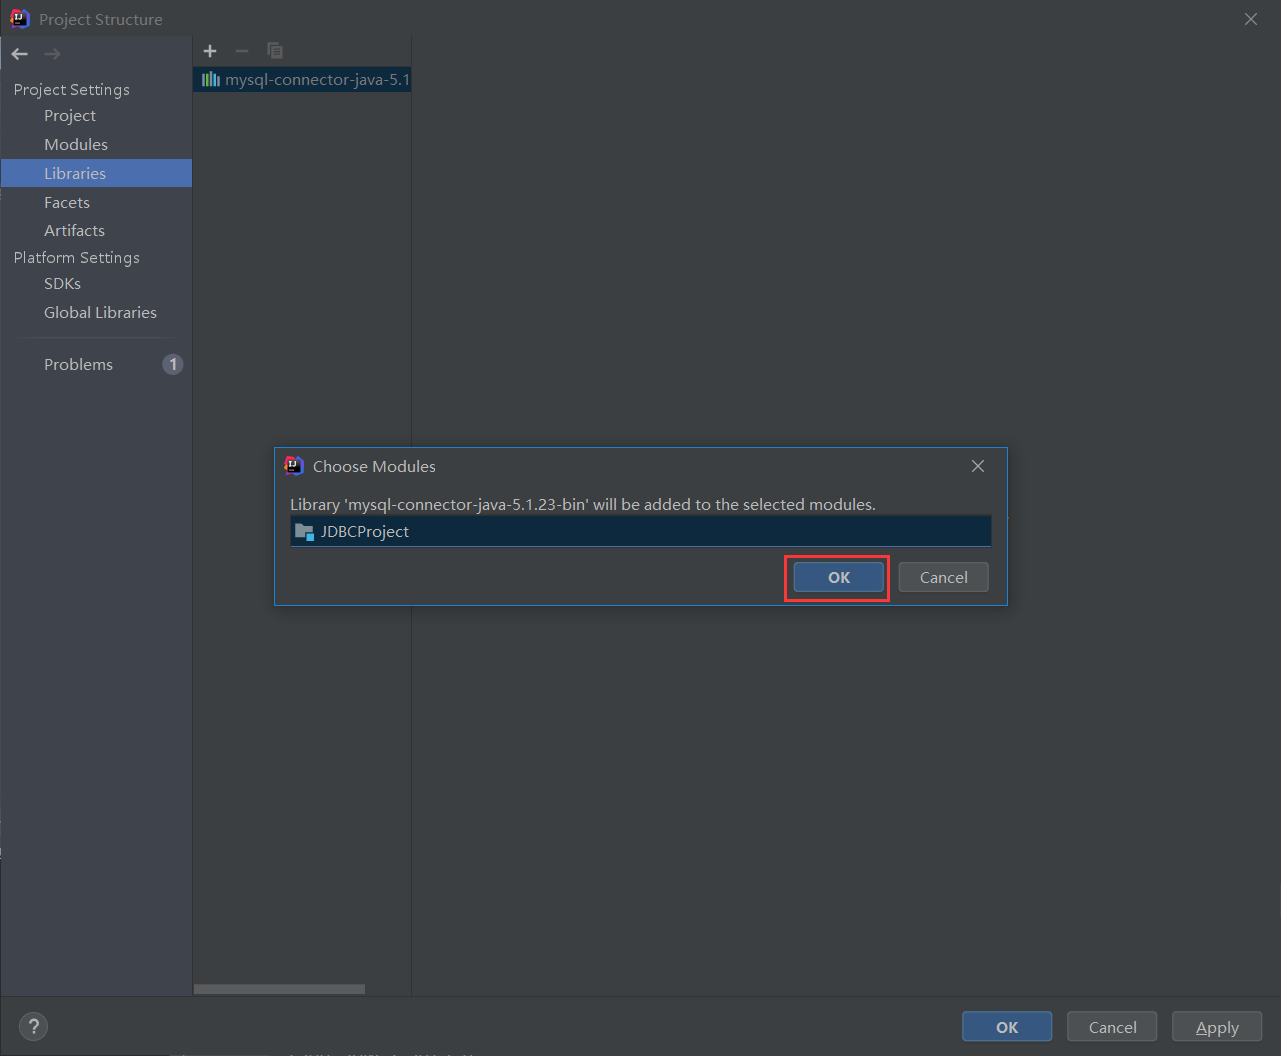 Project Structure
Project Settings
Project
Modules
Libraries
Facets
Artifacts
Platform Settings
SDKs
Global Libraries
Problems
1
mysql-connector-java-5.1
Choose Modules
Library 'mysql-connector-java-5.1.23-bin' will be added to the selected modules.
JDBCProject
OK
Cancel
?
OK
Cancel
Apply